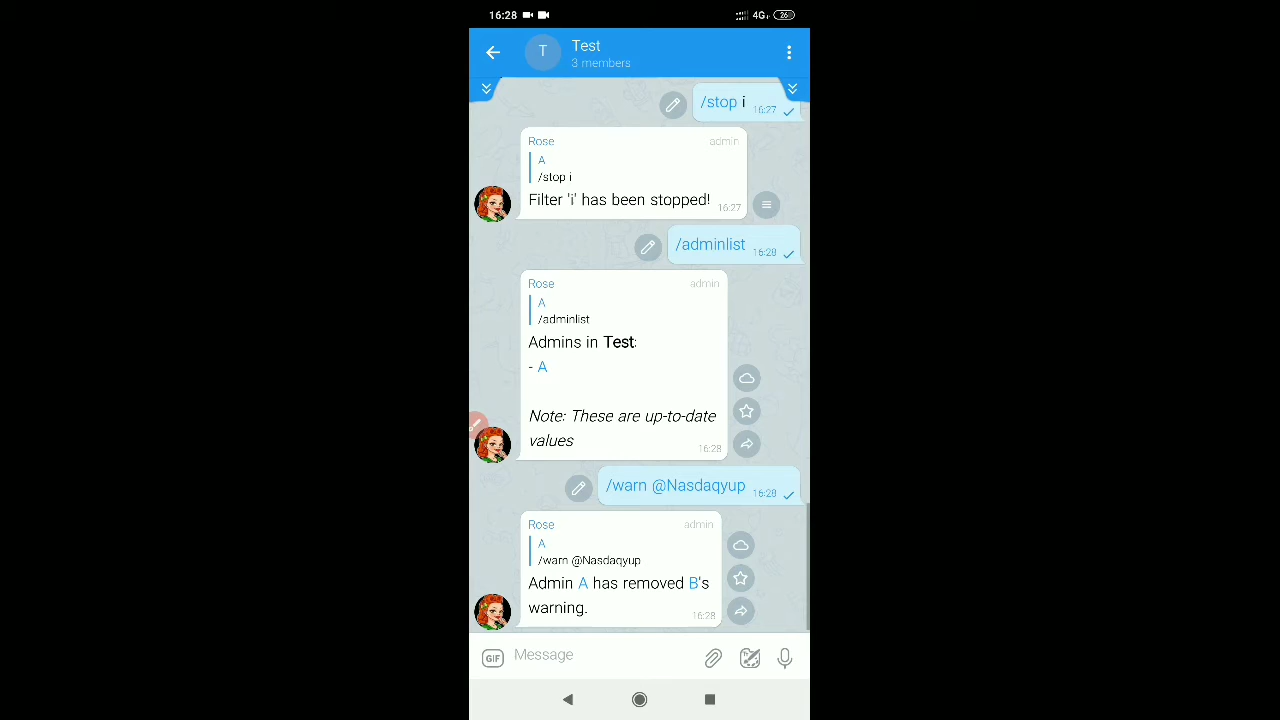 16:28
4G+
26
T
Test
3 members
/stop i
16:27
Rose
admin
A
/stop i
Filter 'i' has been stopped!
16:27
/adminlist
16:28
Rose
admin
A
/adminlist
Admins in Test:
- A
Note: These are up-to-date
values
16:28
/warn @Nasdaqyup
16:28
Rose
admin
A
/warn @Nasdaqyup
Admin A has removed B's
warning.
16:28
GIF
Message